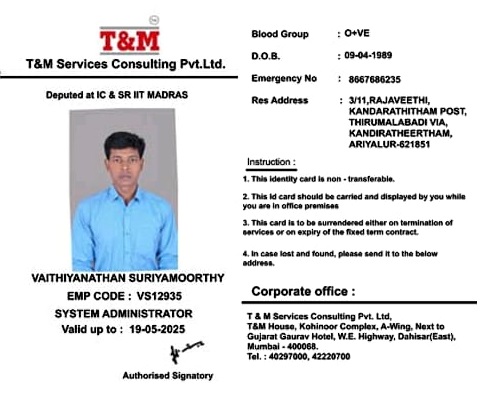 T&M
T&M Services Consulting Pvt.Ltd.
Deputed at IC & SR IIT MADRAS
VAITHIYANATHAN SURIYAMOORTHY
EMP CODE : VS12935
SYSTEM ADMINISTRATOR
Valid up to : 19-05-2025
Authorised Signatory
Blood Group : O+VE
D.O.B. : 09-04-1989
Emergency No : 8667686235
Res Address : 3/11,RAJAVEETHI,
KANDARATHITHAM POST,
THIRUMALABADI VIA,
KANDIRATHEERTHAM,
ARIYALUR-621851
Instruction :
1. This identity card is non - transferable.
2. This Id card should be carried and displayed by you while
you are in office premises
3. This card is to be surrendered either on termination of
services or on expiry of the fixed term contract.
4. In case lost and found, please send it to the below
address.
Corporate office :
T & M Services Consulting Pvt. Ltd,
T&M House, Kohinoor Complex, A-Wing, Next to
Gujarat Gaurav Hotel, W.E. Highway, Dahisar(East),
Mumbai - 400068.
Tel. : 40297000, 42220700